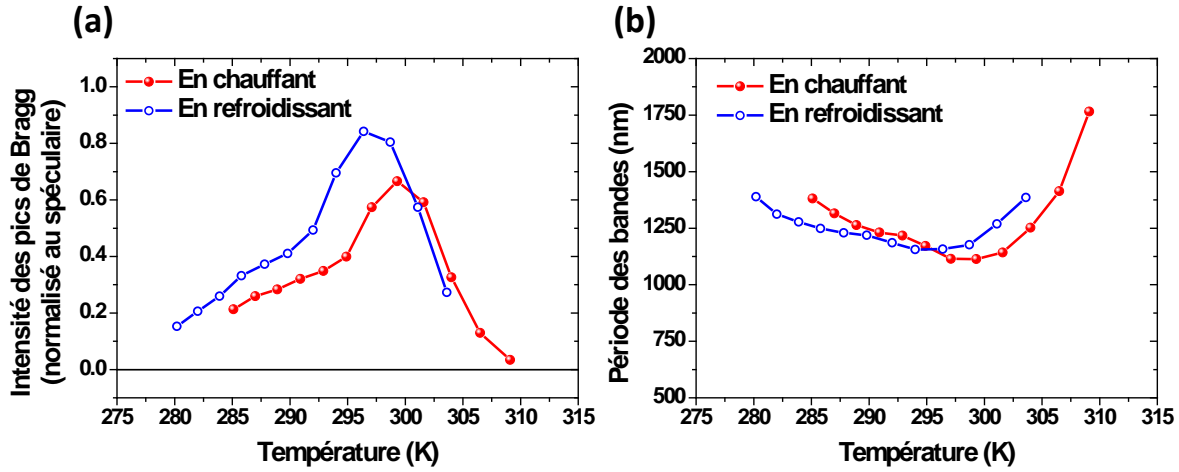 (a)
Intensité des pics de Bragg
(normalisé au spéculaire)
1.0
0.8
0.6
0.4
0.2
0.0
En chauffant
En refroidissant
275 280 285 290 295 300 305 310 315
Température (K)
(b)
Période des bandes (nm)
2000
1750
1500
1250
1000
750
500
En chauffant
En refroidissant
275 280 285 290 295 300 305 310 315
Température (K)